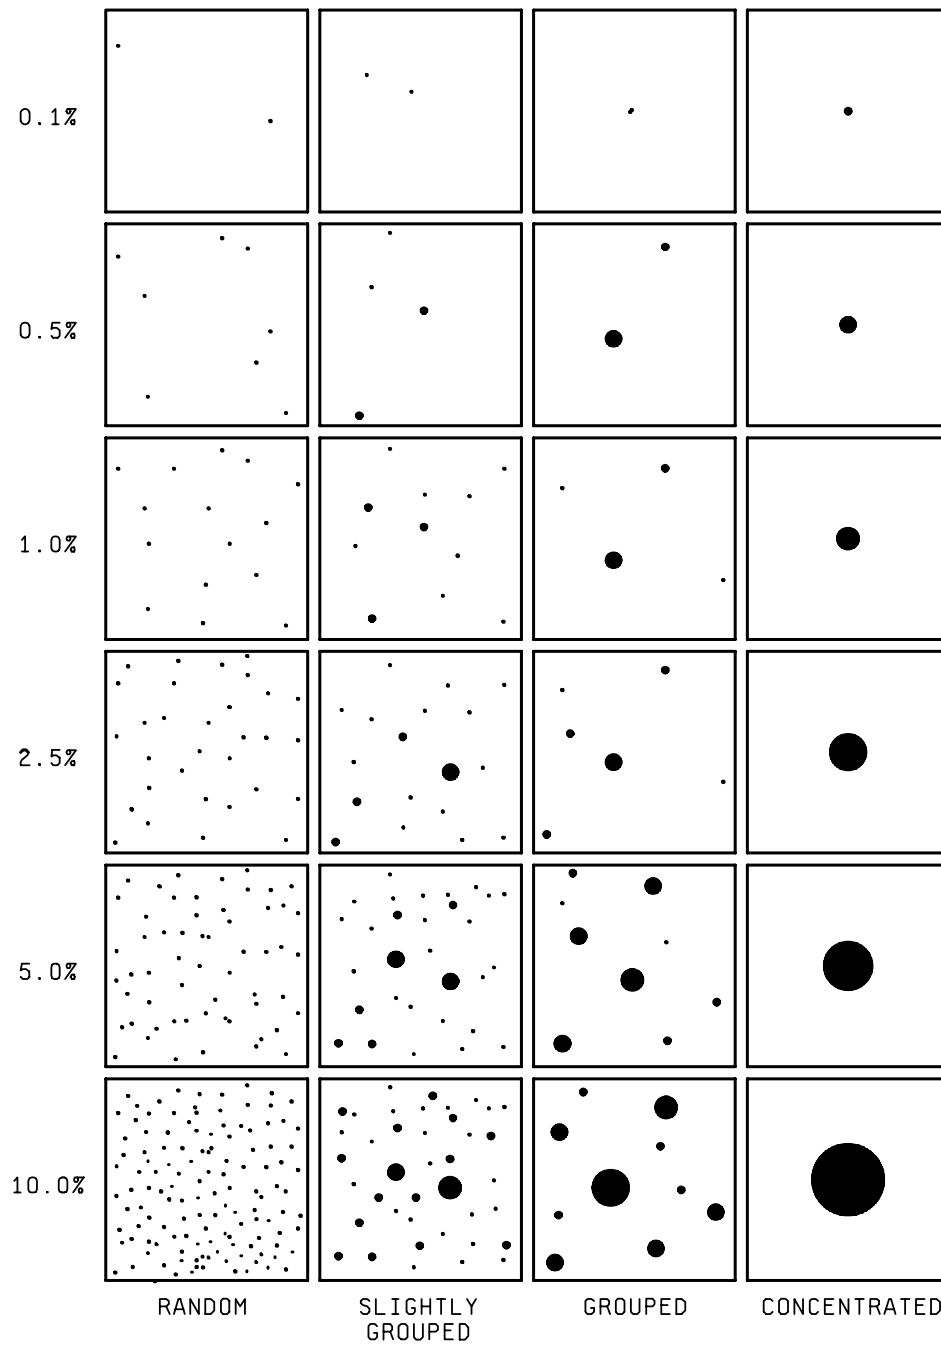 0.1%
0.5%
1.0%
2.5%
5.0%
10.0%
RANDOM
SLIGHTLY
GROUPED
GROUPED
CONCENTRATED